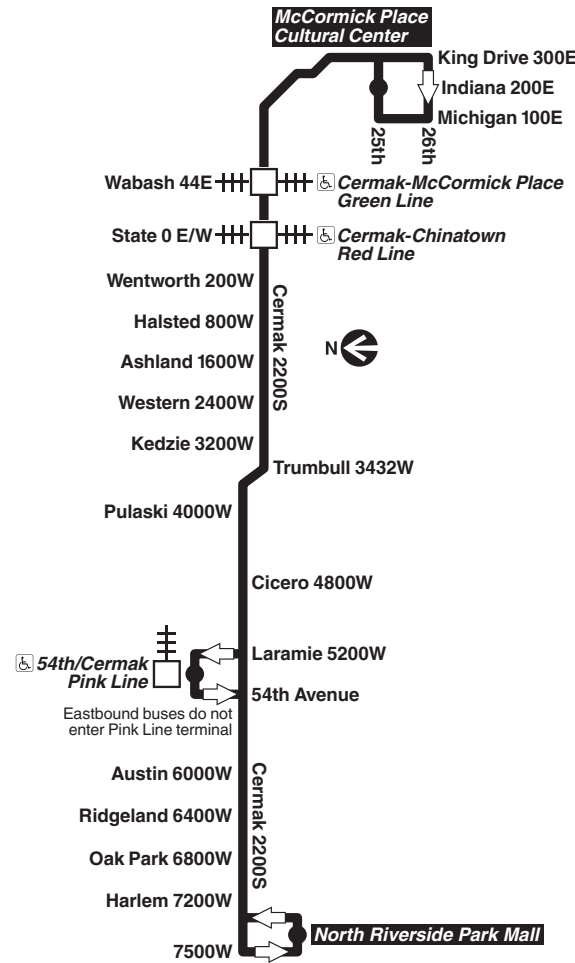 McCormick Place
Cultural Center
King Drive 300E
Indiana 200E
Michigan 100E
25th
26th
Wabash 44E
Cermak-McCormick Place
Green Line
State 0 E/W
Cermak-Chinatown
Red Line
Wentworth 200W
Cermak 2200S
Halsted 800W
N
Ashland 1600W
Western 2400W
Kedzie 3200W
Trumbull 3432W
Pulaski 4000W
Cicero 4800W
Laramie 5200W
54th/Cermak
Pink Line
54th Avenue
Eastbound buses do not
enter Pink Line terminal
Austin 6000W
Cermak 2200S
Ridgeland 6400W
Oak Park 6800W
Harlem 7200W
North Riverside Park Mall
7500W